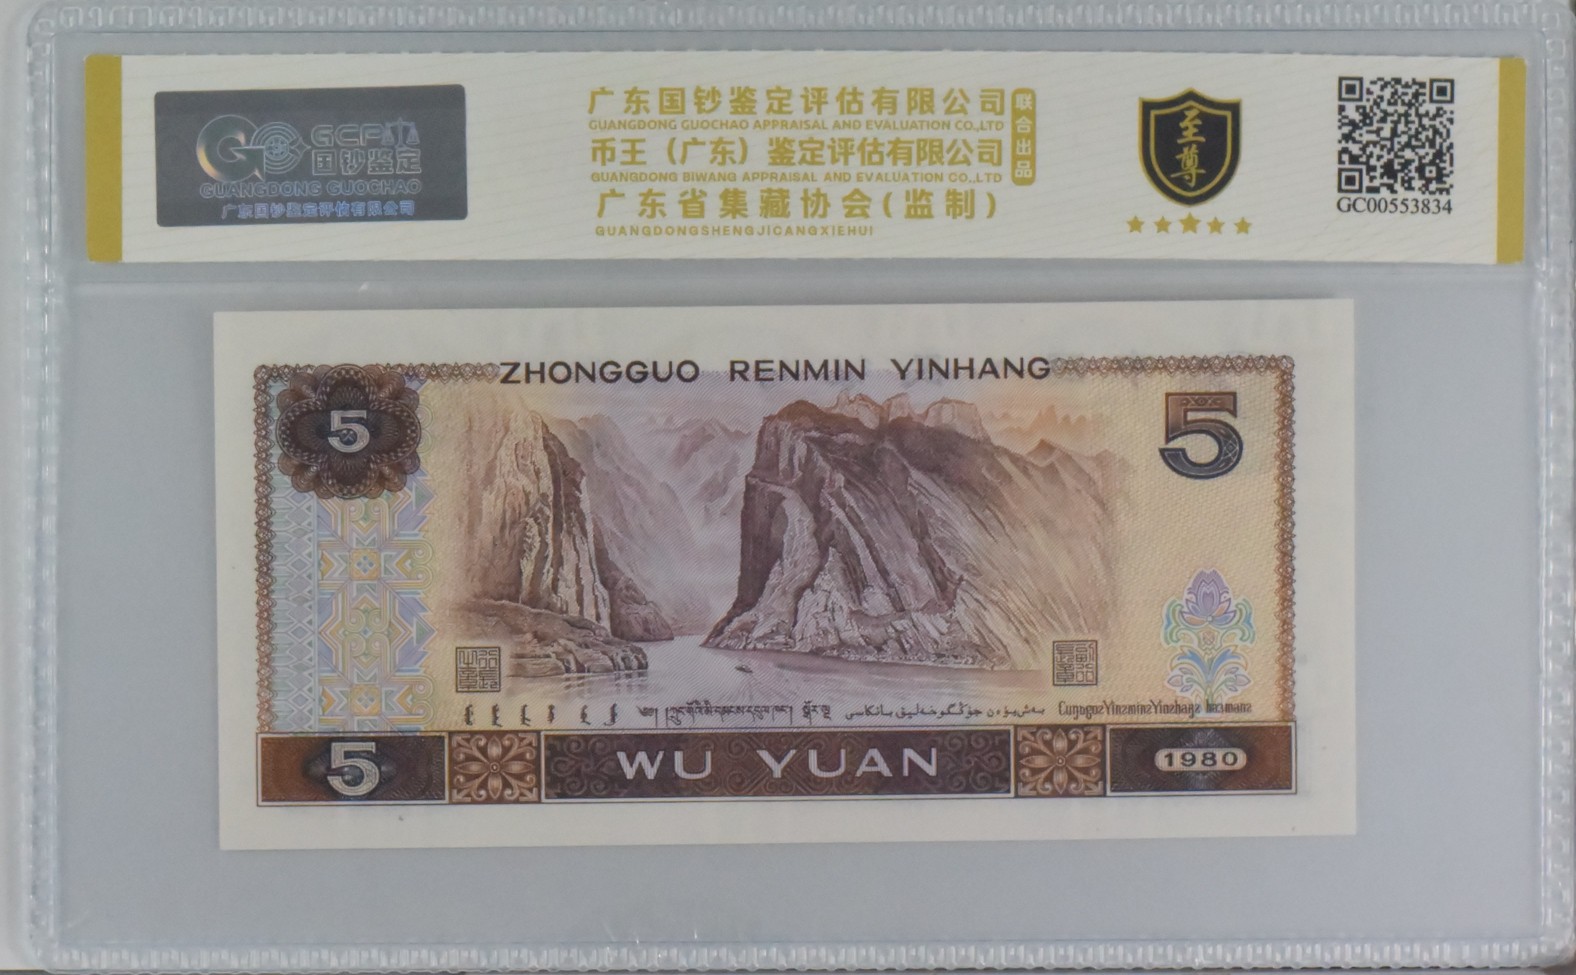 GCF
国钞鉴定
GUANGDONG GUOCHAO
广东国钞鉴定评估有限公司
广东国钞鉴定评估有限公司
GUANGDONG GUOCHAO APPRAISAL AND EVALUATION CO.,LTD
币王（广东）鉴定评估有限公司
GUANGDONG BIWANG APPRAISAL AND EVALUATION CO.,LTD
广东省集藏协会(监制)
GUANGDONGSHENGJICANGXIEHUI
联合出品
至尊
GC00553834
ZHONGGUO RENMIN YINHANG
5
5
5
WU YUAN
1980